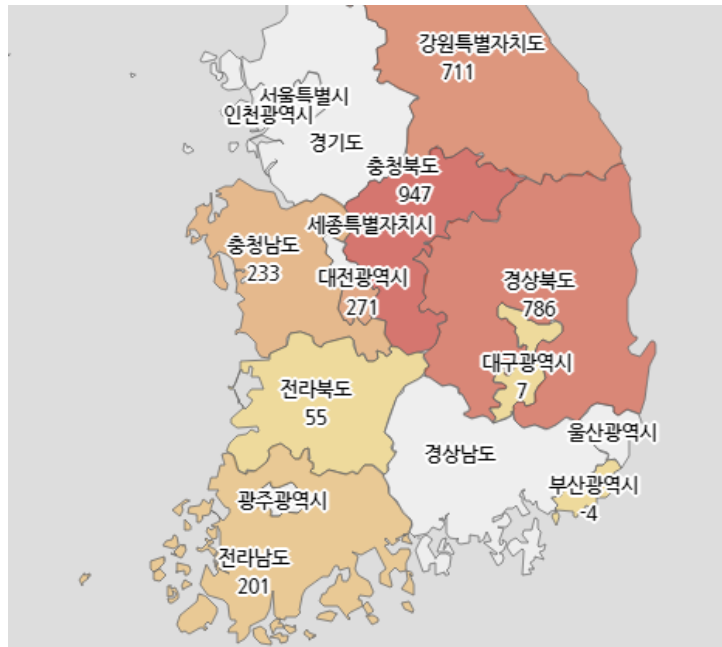 강원특별자치도
711
서울특별시
인천광역시
경기도
충청북도
947
세종특별자치시
충청남도
233
대전광역시
271
경상북도
786
대구광역시
7
전라북도
55
울산광역시
경상남도
부산광역시
-4
광주광역시
전라남도
201